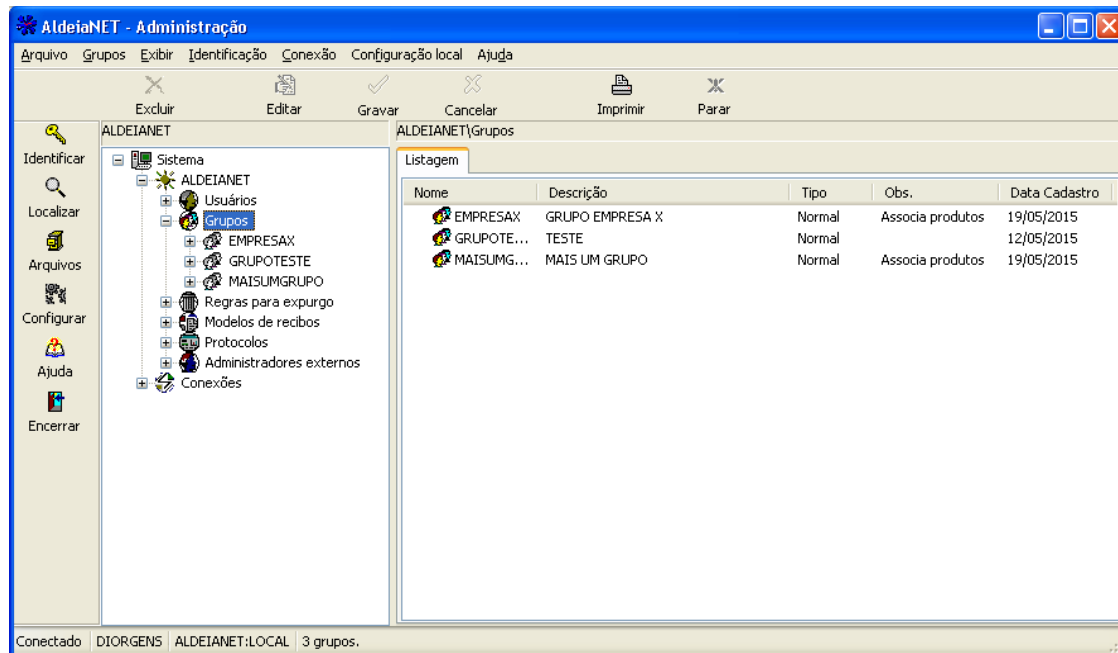 AldeiaNET - Administração
Arquivo Grupos Exibir Identificação Conexão Configuração local Ajuda
Excluir Editar Gravar Cancelar Imprimir Parar
Identificar
Localizar
Arquivos
Configurar
Ajuda
Encerrar
ALDEIANET
Sistema
ALDEIANET
Usuários
Grupos
EMPRESAX
GRUPOTESTE
MAISUMGRUPO
Regras para expurgo
Modelos de recibos
Protocolos
Administradores externos
Conexões
ALDEIANET\Grupos
Listagem
Nome Descrição Tipo Obs. Data Cadastro
EMPRESAX GRUPO EMPRESA X Normal Associa produtos 19/05/2015
GRUPOTE... TESTE Normal 12/05/2015
MAISUMG... MAIS UM GRUPO Normal Associa produtos 19/05/2015
Conectado DIORGENS ALDEIANET:LOCAL 3 grupos.